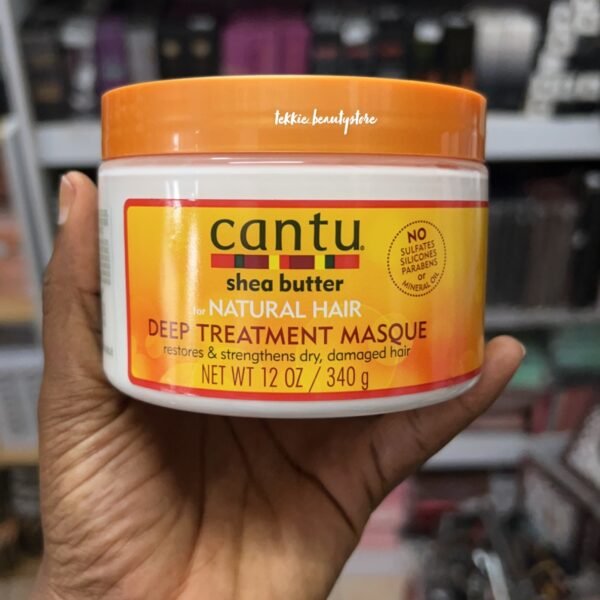 tekkie.beautystore
cantu®
shea butter
for NATURAL HAIR
DEEP TREATMENT MASQUE
restores & strengthens dry, damaged hair
NET WT 12 OZ / 340 g
NO
SULFATES
SILICONES
PARABENS
or
MINERAL OIL